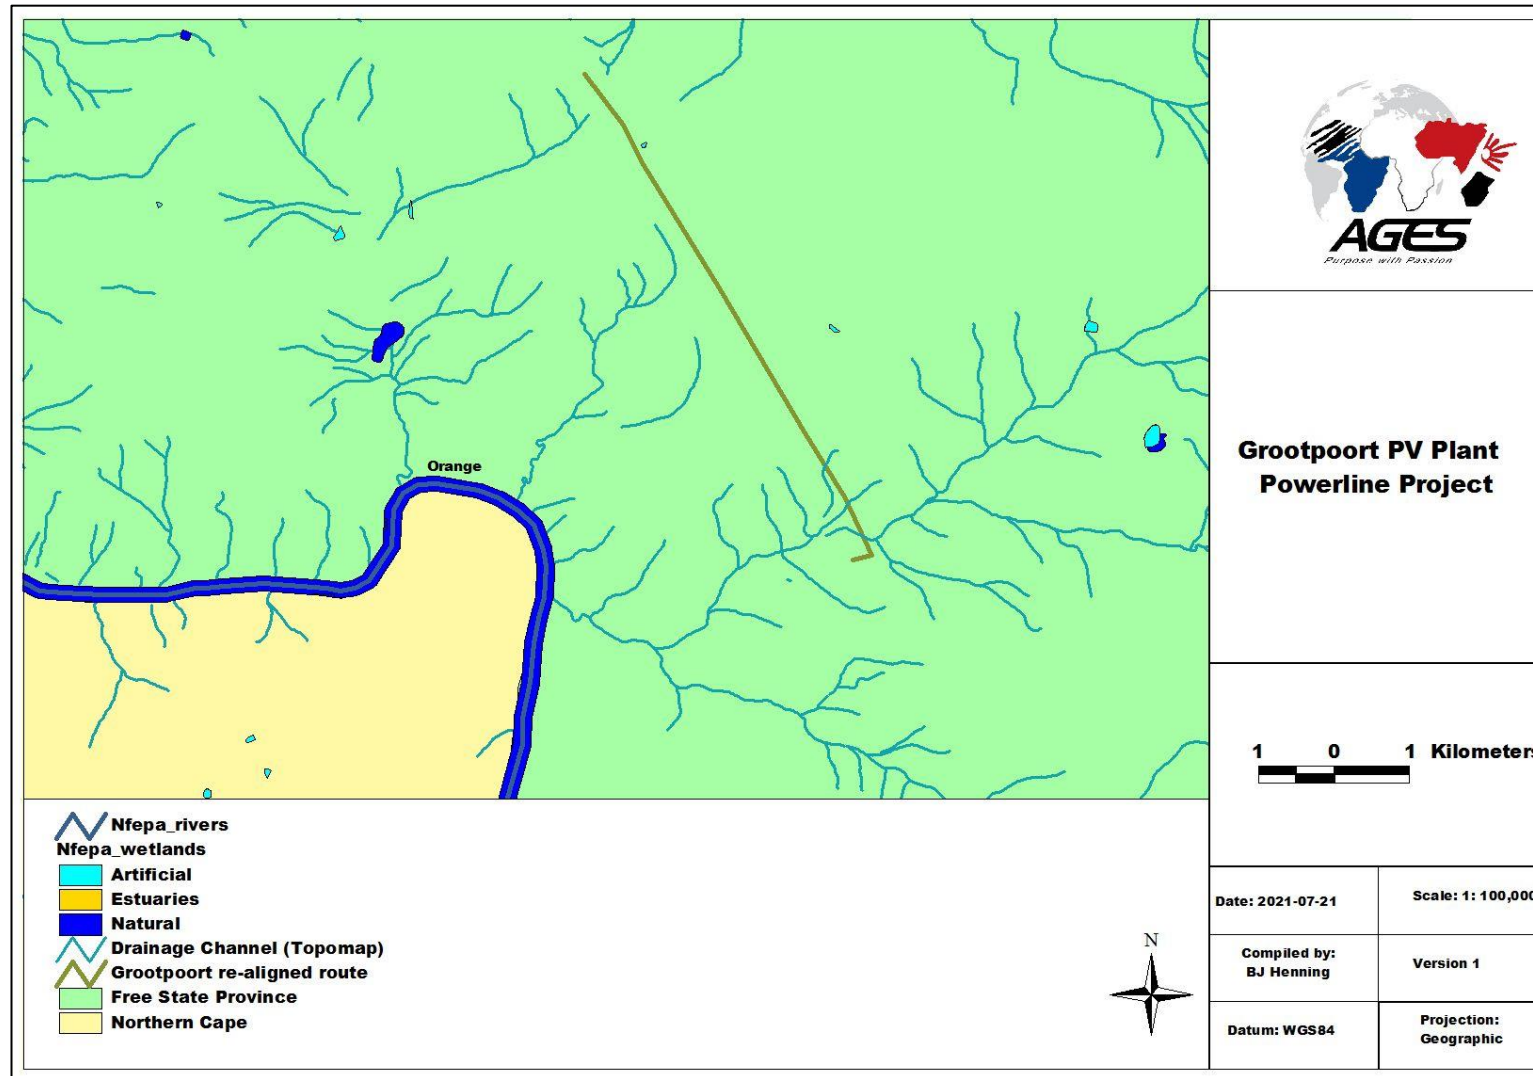 Orange
AGES
Purpose with Passion
Grootpoort PV Plant
Powerline Project
1 0 1 Kilometers
Nfepa_rivers
Nfepa_wetlands
Artificial
Estuaries
Natural
Drainage Channel (Topomap)
Grootpoort re-aligned route
Free State Province
Northern Cape
N
Date: 2021-07-21
Scale: 1: 100,000
Compiled by:
BJ Henning
Version 1
Datum: WGS84
Projection:
Geographic